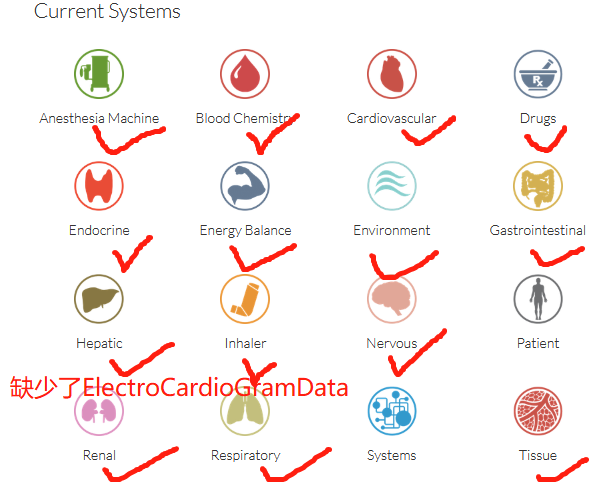 Current Systems
Anesthesia Machine
Blood Chemistry
Cardiovascular
Drugs
Endocrine
Energy Balance
Environment
Gastrointestinal
Hepatic
Inhaler
Nervous
Patient
缺少了ElectroCardioGramData
Renal
Respiratory
Systems
Tissue